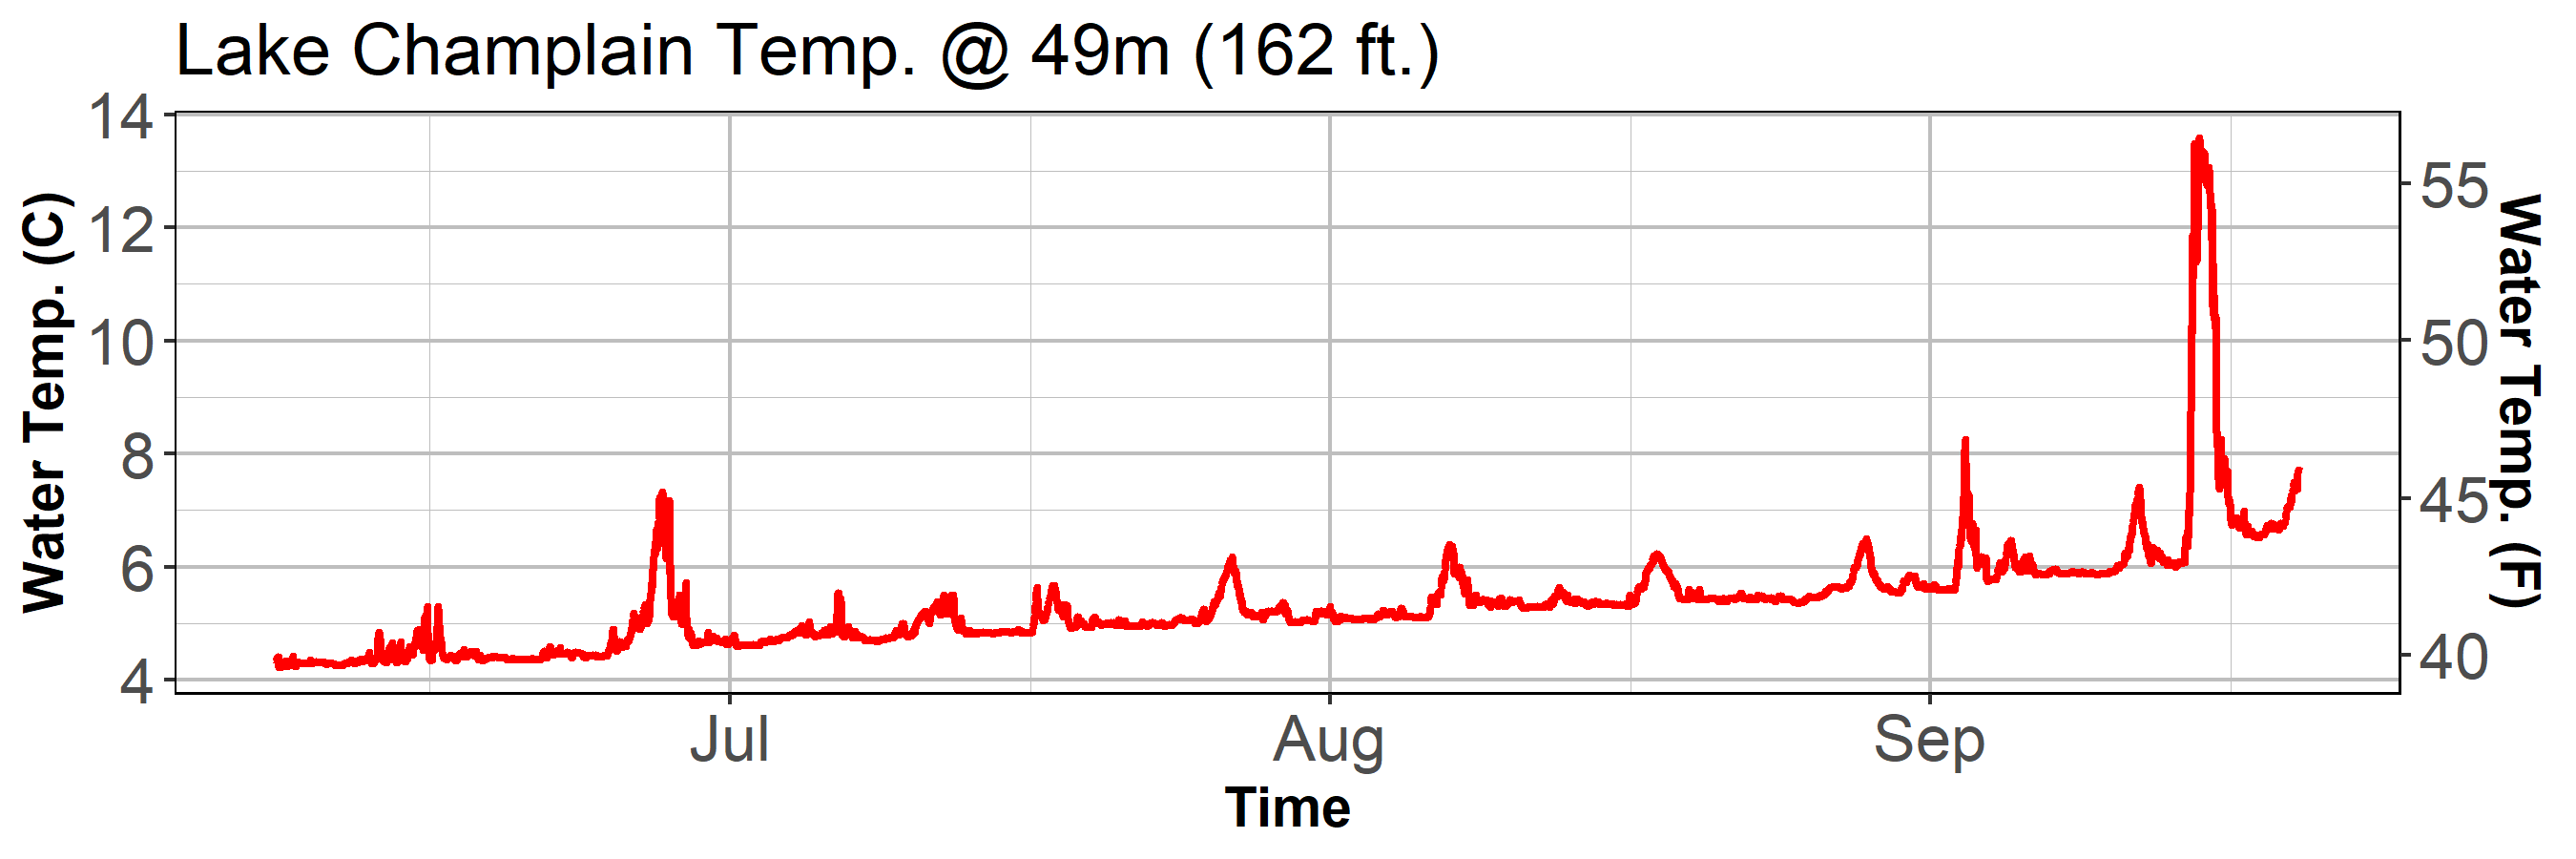 Lake Champlain Temp. @ 49m (162 ft.)
Water Temp. (C)
14
12
10
8
6
4
55
50
45
40
Water Temp. (F)
Jul Aug Sep
Time